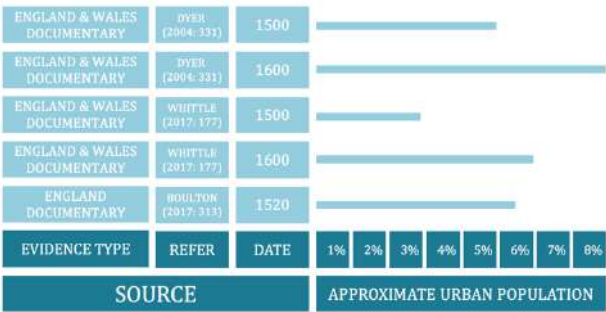 ENGLAND & WALES
DOCUMENTARY
DYER
(2004: 331)
1500
ENGLAND & WALES
DOCUMENTARY
DYER
(2004: 331)
1600
ENGLAND & WALES
DOCUMENTARY
WHITTLE
(2017: 177)
1500
ENGLAND & WALES
DOCUMENTARY
WHITTLE
(2017: 177)
1600
ENGLAND
DOCUMENTARY
BOULTON
(2017: 313)
1520
EVIDENCE TYPE
REFER
DATE
1% 2% 3% 4% 5% 6% 7% 8%
SOURCE
APPROXIMATE URBAN POPULATION